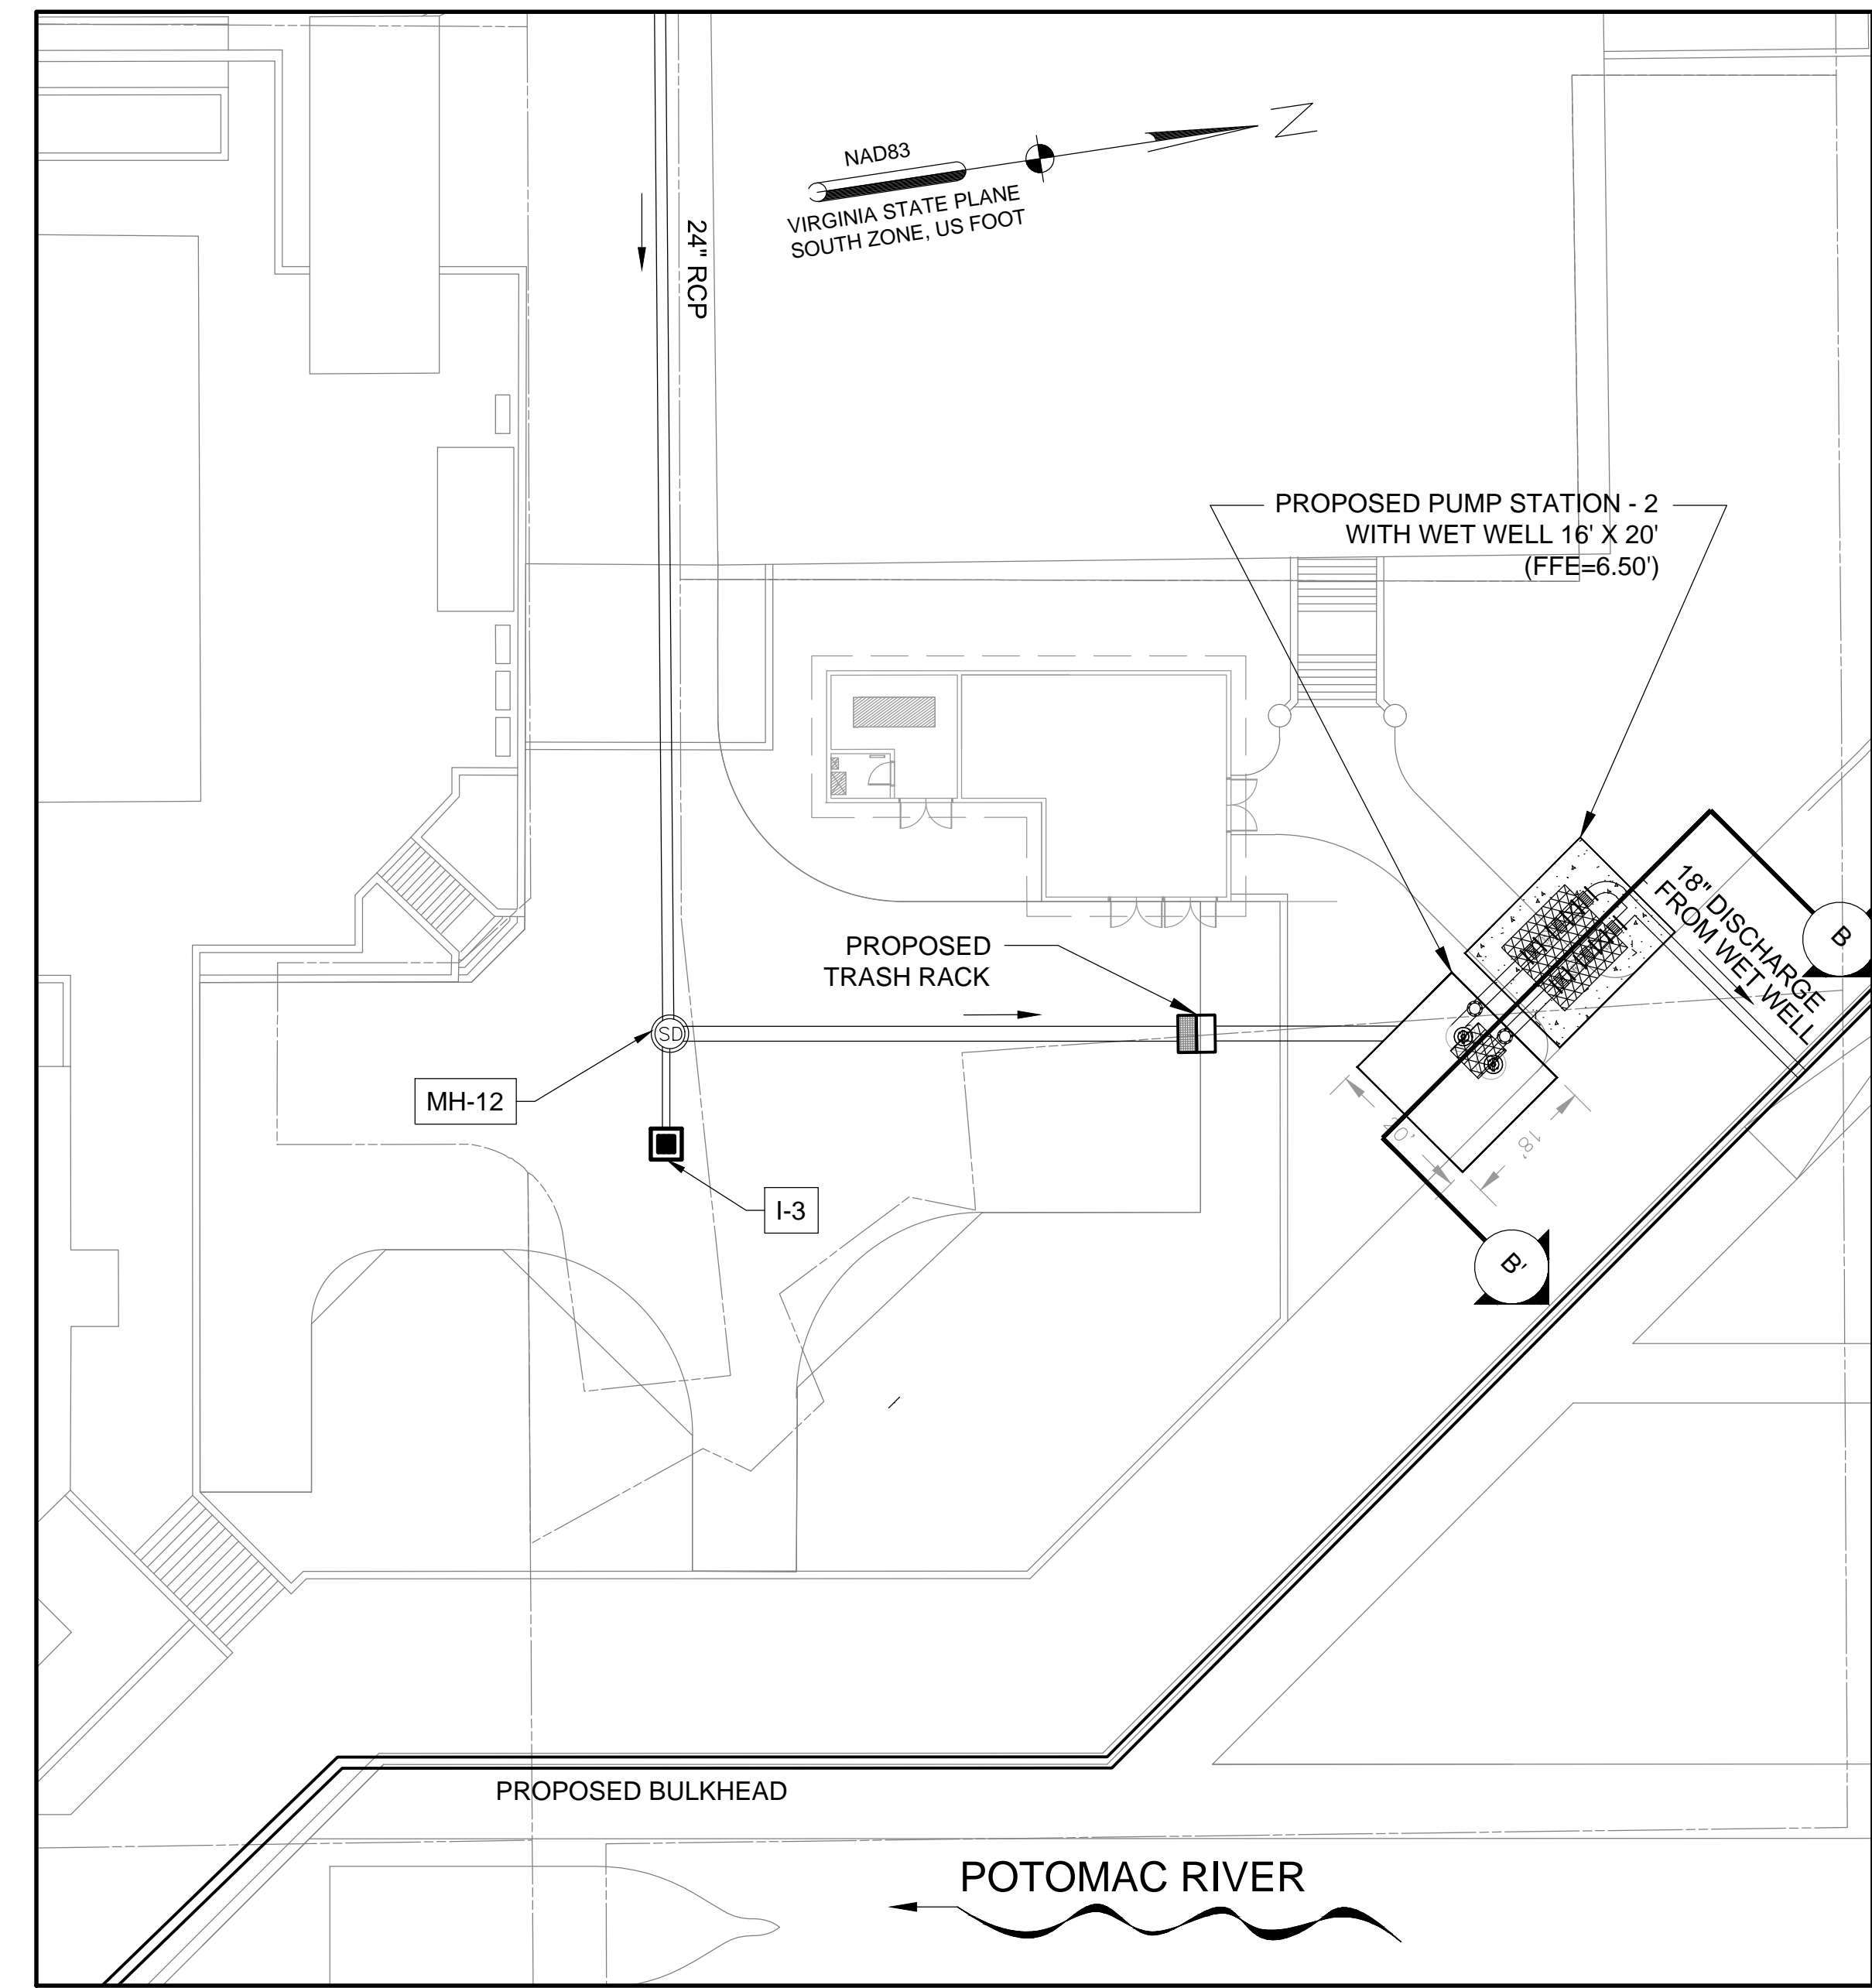 N
NAD83
VIRGINIA STATE PLANE
SOUTH ZONE, US FOOT
24" RCP
PROPOSED PUMP STATION - 2
WITH WET WELL 16' X 20'
(FFE=6.50')
18" DISCHARGE
FROM WET WELL
B
PROPOSED
TRASH RACK
SD
MH-12
18'
I-3
B'
PROPOSED BULKHEAD
POTOMAC RIVER